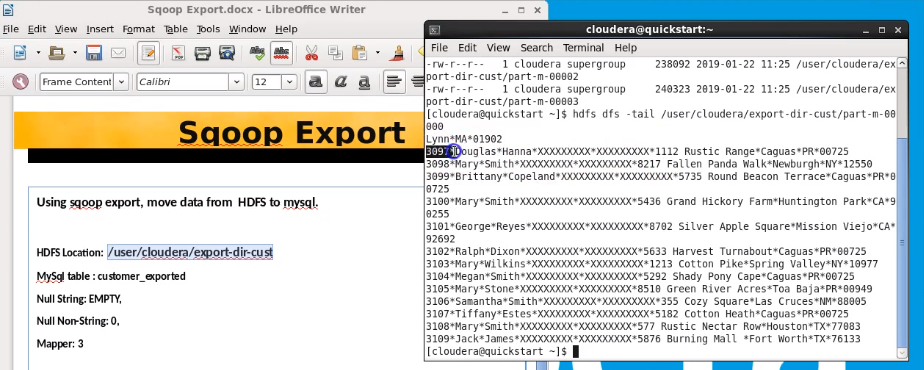 Sqoop Export.docx - LibreOffice Writer
File Edit View Insert Format Table Tools Window Help
Frame Content Calibri 12 a a a
Sqoop Export
Using sqoop export, move data from HDFS to mysql.
HDFS Location: /user/cloudera/export-dir-cust
MySql table : customer_exported
Null String: EMPTY,
Null Non-String: 0,
Mapper: 3
cloudera@quickstart:~
File Edit View Search Terminal Help
-rw-r--r-- 1 cloudera supergroup 238092 2019-01-22 11:25 /user/cloudera/ex
port-dir-cust/part-m-00002
-rw-r--r-- 1 cloudera supergroup 240323 2019-01-22 11:25 /user/cloudera/ex
port-dir-cust/part-m-00003
[cloudera@quickstart ~]$ hdfs dfs -tail /user/cloudera/export-dir-cust/part-m-00
000
Lynn*MA*01902
3097*Douglas*Hanna*XXXXXXXXX*XXXXXXXXX*1112 Rustic Range*Caguas*PR*00725
3098*Mary*Smith*XXXXXXXXX*XXXXXXXXX*8217 Fallen Panda Walk*Newburgh*NY*12550
3099*Brittany*Copeland*XXXXXXXXX*XXXXXXXXX*5735 Round Beacon Terrace*Caguas*PR*0
0725
3100*Mary*Smith*XXXXXXXXX*XXXXXXXXX*5436 Grand Hickory Farm*Huntington Park*CA*9
0255
3101*George*Reyes*XXXXXXXXX*XXXXXXXXX*8702 Silver Apple Square*Mission Viejo*CA*
92692
3102*Ralph*Dixon*XXXXXXXXX*XXXXXXXXX*5633 Harvest Turnabout*Caguas*PR*00725
3103*Mary*Wilkins*XXXXXXXXX*XXXXXXXXX*1213 Cotton Pike*Spring Valley*NY*10977
3104*Megan*Smith*XXXXXXXXX*XXXXXXXXX*5292 Shady Pony Cape*Caguas*PR*00725
3105*Mary*Stone*XXXXXXXXX*XXXXXXXXX*8510 Green River Acres*Toa Baja*PR*00949
3106*Samantha*Smith*XXXXXXXXX*XXXXXXXXX*355 Cozy Square*Las Cruces*NM*88005
3107*Tiffany*Estes*XXXXXXXXX*XXXXXXXXX*5182 Cotton Heath*Caguas*PR*00725
3108*Mary*Smith*XXXXXXXXX*XXXXXXXXX*577 Rustic Nectar Row*Houston*TX*77083
3109*Jack*James*XXXXXXXXX*XXXXXXXXX*5876 Burning Mall *Fort Worth*TX*76133
[cloudera@quickstart ~]$